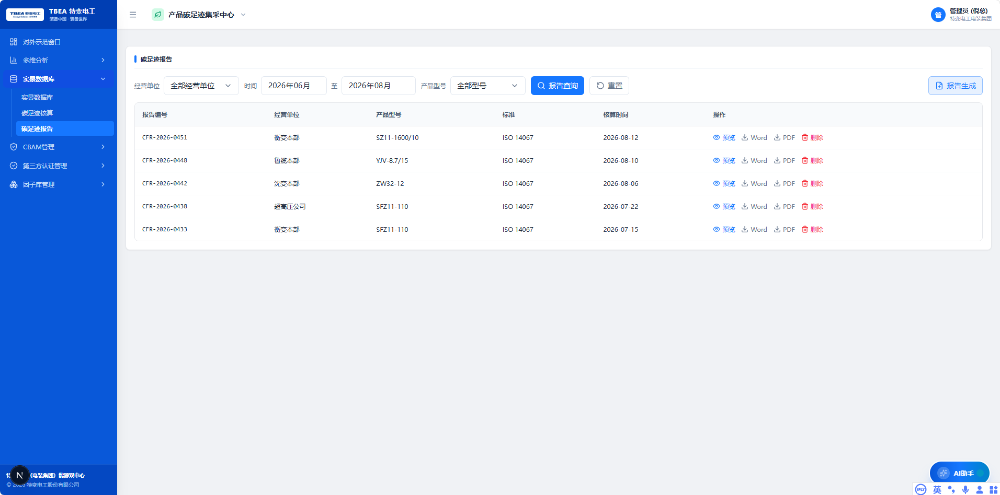 TBEA 特变电工
Always Reliable 永远可靠
TBEA 特变电工
装备中国 · 装备世界
产品碳足迹集采中心
管
管理员 (倪总)
特变电工电装集团
对外示范窗口
多维分析
实景数据库
实景数据库
碳足迹核算
碳足迹报告
CBAM管理
第三方认证管理
因子库管理
碳足迹报告
经营单位 全部经营单位 时间 2026年06月 至 2026年08月 产品型号 全部型号 报告查询 重置 报告生成
报告编号 经营单位 产品型号 标准 核算时间 操作
CFR-2026-0451 衡变本部 SZ11-1600/10 ISO 14067 2026-08-12 预览 Word PDF 删除
CFR-2026-0448 鲁缆本部 YJV-8.7/15 ISO 14067 2026-08-10 预览 Word PDF 删除
CFR-2026-0442 沈变本部 ZW32-12 ISO 14067 2026-08-06 预览 Word PDF 删除
CFR-2026-0438 超高压公司 SFZ11-110 ISO 14067 2026-07-22 预览 Word PDF 删除
CFR-2026-0433 衡变本部 SFZ11-110 ISO 14067 2026-07-15 预览 Word PDF 删除
N
(电装集团) 能源双中心
© 2026 特变电工股份有限公司
AI助手
iFLY 英